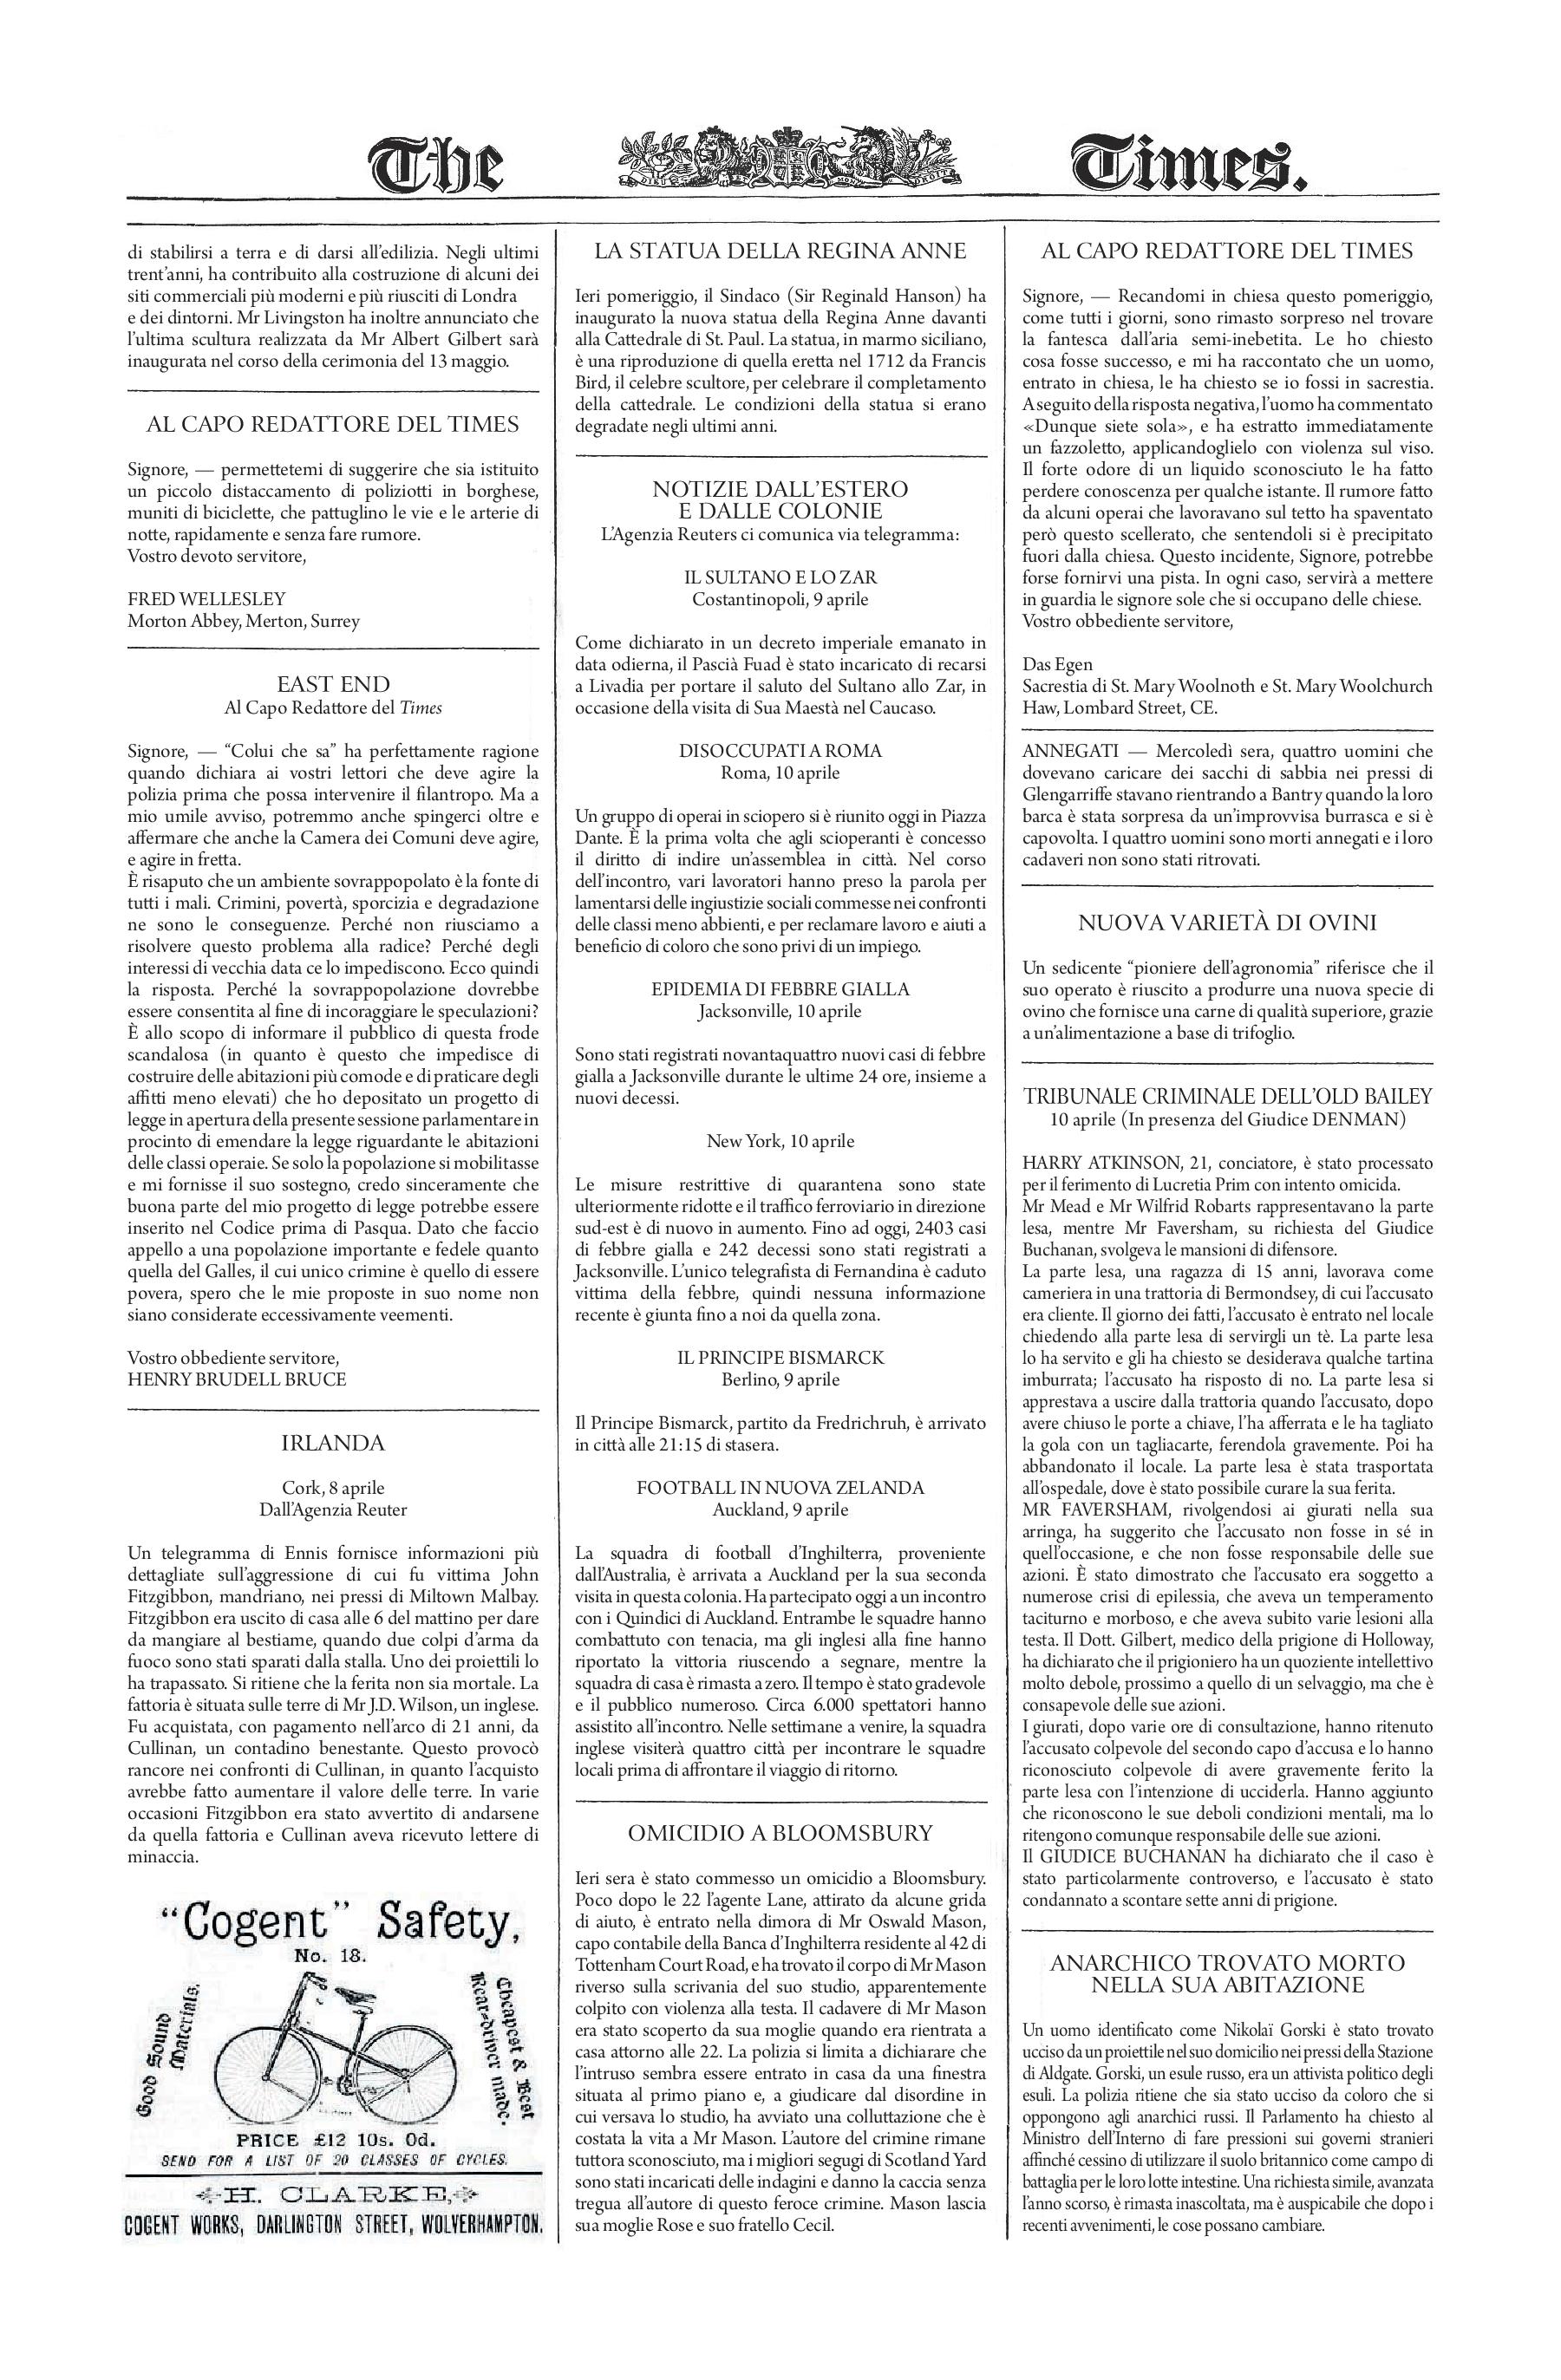 The Times.
DIEU ET MON DROIT
di stabilirsi a terra e di darsi all'edilizia. Negli ultimi
trent'anni, ha contribuito alla costruzione di alcuni dei
siti commerciali più moderni e più riusciti di Londra
e dei dintorni. Mr Livingston ha inoltre annunciato che
l'ultima scultura realizzata da Mr Albert Gilbert sarà
inaugurata nel corso della cerimonia del 13 maggio.
AL CAPO REDATTORE DEL TIMES
Signore, — permettetemi di suggerire che sia istituito
un piccolo distaccamento di poliziotti in borghese,
muniti di biciclette, che pattuglino le vie e le arterie di
notte, rapidamente e senza fare rumore.
Vostro devoto servitore,
FRED WELLESLEY
Morton Abbey, Merton, Surrey
EAST END
Al Capo Redattore del Times
Signore, — “Colui che sa” ha perfettamente ragione
quando dichiara ai vostri lettori che deve agire la
polizia prima che possa intervenire il filantropo. Ma a
mio umile avviso, potremmo anche spingerci oltre e
affermare che anche la Camera dei Comuni deve agire,
e agire in fretta.
È risaputo che un ambiente sovrappopolato è la fonte di
tutti i mali. Crimini, povertà, sporcizia e degradazione
ne sono le conseguenze. Perché non riusciamo a
risolvere questo problema alla radice? Perché degli
interessi di vecchia data ce lo impediscono. Ecco quindi
la risposta. Perché la sovrappopolazione dovrebbe
essere consentita al fine di incoraggiare le speculazioni?
È allo scopo di informare il pubblico di questa frode
scandalosa (in quanto è questo che impedisce di
costruire delle abitazioni più comode e di praticare degli
affitti meno elevati) che ho depositato un progetto di
legge in apertura della presente sessione parlamentare in
procinto di emendare la legge riguardante le abitazioni
delle classi operaie. Se solo la popolazione si mobilitasse
e mi fornisse il suo sostegno, credo sinceramente che
buona parte del mio progetto di legge potrebbe essere
inserito nel Codice prima di Pasqua. Dato che faccio
appello a una popolazione importante e fedele quanto
quella del Galles, il cui unico crimine è quello di essere
povera, spero che le mie proposte in suo nome non
siano considerate eccessivamente veementi.
Vostro obbediente servitore,
HENRY BRUDELL BRUCE
IRLANDA
Cork, 8 aprile
Dall'Agenzia Reuter
Un telegramma di Ennis fornisce informazioni più
dettagliate sull'aggressione di cui fu vittima John
Fitzgibbon, mandriano, nei pressi di Miltown Malbay.
Fitzgibbon era uscito di casa alle 6 del mattino per dare
da mangiare al bestiame, quando due colpi d'arma da
fuoco sono stati sparati dalla stalla. Uno dei proiettili lo
ha trapassato. Si ritiene che la ferita non sia mortale. La
fattoria è situata sulle terre di Mr J.D. Wilson, un inglese.
Fu acquistata, con pagamento nell'arco di 21 anni, da
Cullinan, un contadino benestante. Questo provocò
rancore nei confronti di Cullinan, in quanto l'acquisto
avrebbe fatto aumentare il valore delle terre. In varie
occasioni Fitzgibbon era stato avvertito di andarsene
da quella fattoria e Cullinan aveva ricevuto lettere di
minaccia.
“Cogent” Safety,
No. 18.
Good Sound
Materials.
Cheapest & Best
Rear-driver made.
PRICE £12 10s. 0d.
SEND FOR A LIST OF 20 CLASSES OF CYCLES.
H. CLARKE,
COGENT WORKS, DARLINGTON STREET, WOLVERHAMPTON.
LA STATUA DELLA REGINA ANNE
Ieri pomeriggio, il Sindaco (Sir Reginald Hanson) ha
inaugurato la nuova statua della Regina Anne davanti
alla Cattedrale di St. Paul. La statua, in marmo siciliano,
è una riproduzione di quella eretta nel 1712 da Francis
Bird, il celebre scultore, per celebrare il completamento
della cattedrale. Le condizioni della statua si erano
degradate negli ultimi anni.
NOTIZIE DALL'ESTERO
E DALLE COLONIE
L'Agenzia Reuters ci comunica via telegramma:
IL SULTANO E LO ZAR
Costantinopoli, 9 aprile
Come dichiarato in un decreto imperiale emanato in
data odierna, il Pascià Fuad è stato incaricato di recarsi
a Livadia per portare il saluto del Sultano allo Zar, in
occasione della visita di Sua Maestà nel Caucaso.
DISOCCUPATI A ROMA
Roma, 10 aprile
Un gruppo di operai in sciopero si è riunito oggi in Piazza
Dante. È la prima volta che agli scioperanti è concesso
il diritto di indire un'assemblea in città. Nel corso
dell'incontro, vari lavoratori hanno preso la parola per
lamentarsi delle ingiustizie sociali commesse nei confronti
delle classi meno abbienti, e per reclamare lavoro e aiuti a
beneficio di coloro che sono privi di un impiego.
EPIDEMIA DI FEBBRE GIALLA
Jacksonville, 10 aprile
Sono stati registrati novantaquattro nuovi casi di febbre
gialla a Jacksonville durante le ultime 24 ore, insieme a
nuovi decessi.
New York, 10 aprile
Le misure restrittive di quarantena sono state
ulteriormente ridotte e il traffico ferroviario in direzione
sud-est è di nuovo in aumento. Fino ad oggi, 2403 casi
di febbre gialla e 242 decessi sono stati registrati a
Jacksonville. L'unico telegrafista di Fernandina è caduto
vittima della febbre, quindi nessuna informazione
recente è giunta fino a noi da quella zona.
IL PRINCIPE BISMARCK
Berlino, 9 aprile
Il Principe Bismarck, partito da Fredrichruh, è arrivato
in città alle 21:15 di stasera.
FOOTBALL IN NUOVA ZELANDA
Auckland, 9 aprile
La squadra di football d'Inghilterra, proveniente
dall'Australia, è arrivata a Auckland per la sua seconda
visita in questa colonia. Ha partecipato oggi a un incontro
con i Quindici di Auckland. Entrambe le squadre hanno
combattuto con tenacia, ma gli inglesi alla fine hanno
riportato la vittoria riuscendo a segnare, mentre la
squadra di casa è rimasta a zero. Il tempo è stato gradevole
e il pubblico numeroso. Circa 6.000 spettatori hanno
assistito all'incontro. Nelle settimane a venire, la squadra
inglese visiterà quattro città per incontrare le squadre
locali prima di affrontare il viaggio di ritorno.
OMICIDIO A BLOOMSBURY
Ieri sera è stato commesso un omicidio a Bloomsbury.
Poco dopo le 22 l'agente Lane, attirato da alcune grida
di aiuto, è entrato nella dimora di Mr Oswald Mason,
capo contabile della Banca d'Inghilterra residente al 42 di
Tottenham Court Road, e ha trovato il corpo di Mr Mason
riverso sulla scrivania del suo studio, apparentemente
colpito con violenza alla testa. Il cadavere di Mr Mason
era stato scoperto da sua moglie quando era rientrata a
casa attorno alle 22. La polizia si limita a dichiarare che
l'intruso sembra essere entrato in casa da una finestra
situata al primo piano e, a giudicare dal disordine in
cui versava lo studio, ha avviato una colluttazione che è
costata la vita a Mr Mason. L'autore del crimine rimane
tuttora sconosciuto, ma i migliori segugi di Scotland Yard
sono stati incaricati delle indagini e danno la caccia senza
tregua all'autore di questo feroce crimine. Mason lascia
sua moglie Rose e suo fratello Cecil.
AL CAPO REDATTORE DEL TIMES
Signore, — Recandomi in chiesa questo pomeriggio,
come tutti i giorni, sono rimasto sorpreso nel trovare
la fantesca dall'aria semi-inebetita. Le ho chiesto
cosa fosse successo, e mi ha raccontato che un uomo,
entrato in chiesa, le ha chiesto se io fossi in sacrestia.
A seguito della risposta negativa, l'uomo ha commentato
«Dunque siete sola», e ha estratto immediatamente
un fazzoletto, applicandoglielo con violenza sul viso.
Il forte odore di un liquido sconosciuto le ha fatto
perdere conoscenza per qualche istante. Il rumore fatto
da alcuni operai che lavoravano sul tetto ha spaventato
però questo scellerato, che sentendoli si è precipitato
fuori dalla chiesa. Questo incidente, Signore, potrebbe
forse fornirvi una pista. In ogni caso, servirà a mettere
in guardia le signore sole che si occupano delle chiese.
Vostro obbediente servitore,
Das Egen
Sacrestia di St. Mary Woolnoth e St. Mary Woolchurch
Haw, Lombard Street, CE.
ANNEGATI — Mercoledì sera, quattro uomini che
dovevano caricare dei sacchi di sabbia nei pressi di
Glengarriffe stavano rientrando a Bantry quando la loro
barca è stata sorpresa da un'improvvisa burrasca e si è
capovolta. I quattro uomini sono morti annegati e i loro
cadaveri non sono stati ritrovati.
NUOVA VARIETÀ DI OVINI
Un sedicente “pioniere dell'agronomia” riferisce che il
suo operato è riuscito a produrre una nuova specie di
ovino che fornisce una carne di qualità superiore, grazie
a un'alimentazione a base di trifoglio.
TRIBUNALE CRIMINALE DELL'OLD BAILEY
10 aprile (In presenza del Giudice DENMAN)
HARRY ATKINSON, 21, conciatore, è stato processato
per il ferimento di Lucretia Prim con intento omicida.
Mr Mead e Mr Wilfrid Robarts rappresentavano la parte
lesa, mentre Mr Faversham, su richiesta del Giudice
Buchanan, svolgeva le mansioni di difensore.
La parte lesa, una ragazza di 15 anni, lavorava come
cameriera in una trattoria di Bermondsey, di cui l'accusato
era cliente. Il giorno dei fatti, l'accusato è entrato nel locale
chiedendo alla parte lesa di servirgli un tè. La parte lesa
lo ha servito e gli ha chiesto se desiderava qualche tartina
imburrata; l'accusato ha risposto di no. La parte lesa si
apprestava a uscire dalla trattoria quando l'accusato, dopo
avere chiuso le porte a chiave, l'ha afferrata e le ha tagliato
la gola con un tagliacarte, ferendola gravemente. Poi ha
abbandonato il locale. La parte lesa è stata trasportata
all'ospedale, dove è stato possibile curare la sua ferita.
MR FAVERSHAM, rivolgendosi ai giurati nella sua
arringa, ha suggerito che l'accusato non fosse in sé in
quell'occasione, e che non fosse responsabile delle sue
azioni. È stato dimostrato che l'accusato era soggetto a
numerose crisi di epilessia, che aveva un temperamento
taciturno e morboso, e che aveva subito varie lesioni alla
testa. Il Dott. Gilbert, medico della prigione di Holloway,
ha dichiarato che il prigioniero ha un quoziente intellettivo
molto debole, prossimo a quello di un selvaggio, ma che è
consapevole delle sue azioni.
I giurati, dopo varie ore di consultazione, hanno ritenuto
l'accusato colpevole del secondo capo d'accusa e lo hanno
riconosciuto colpevole di avere gravemente ferito la
parte lesa con l'intenzione di ucciderla. Hanno aggiunto
che riconoscono le sue deboli condizioni mentali, ma lo
ritengono comunque responsabile delle sue azioni.
Il GIUDICE BUCHANAN ha dichiarato che il caso è
stato particolarmente controverso, e l'accusato è stato
condannato a scontare sette anni di prigione.
ANARCHICO TROVATO MORTO
NELLA SUA ABITAZIONE
Un uomo identificato come Nikolaï Gorski è stato trovato
ucciso da un proiettile nel suo domicilio nei pressi della Stazione
di Aldgate. Gorski, un esule russo, era un attivista politico degli
esuli. La polizia ritiene che sia stato ucciso da coloro che si
oppongono agli anarchici russi. Il Parlamento ha chiesto al
Ministro dell'Interno di fare pressioni sui governi stranieri
affinché cessino di utilizzare il suolo britannico come campo di
battaglia per le loro lotte intestine. Una richiesta simile, avanzata
l'anno scorso, è rimasta inascoltata, ma è auspicabile che dopo i
recenti avvenimenti, le cose possano cambiare.